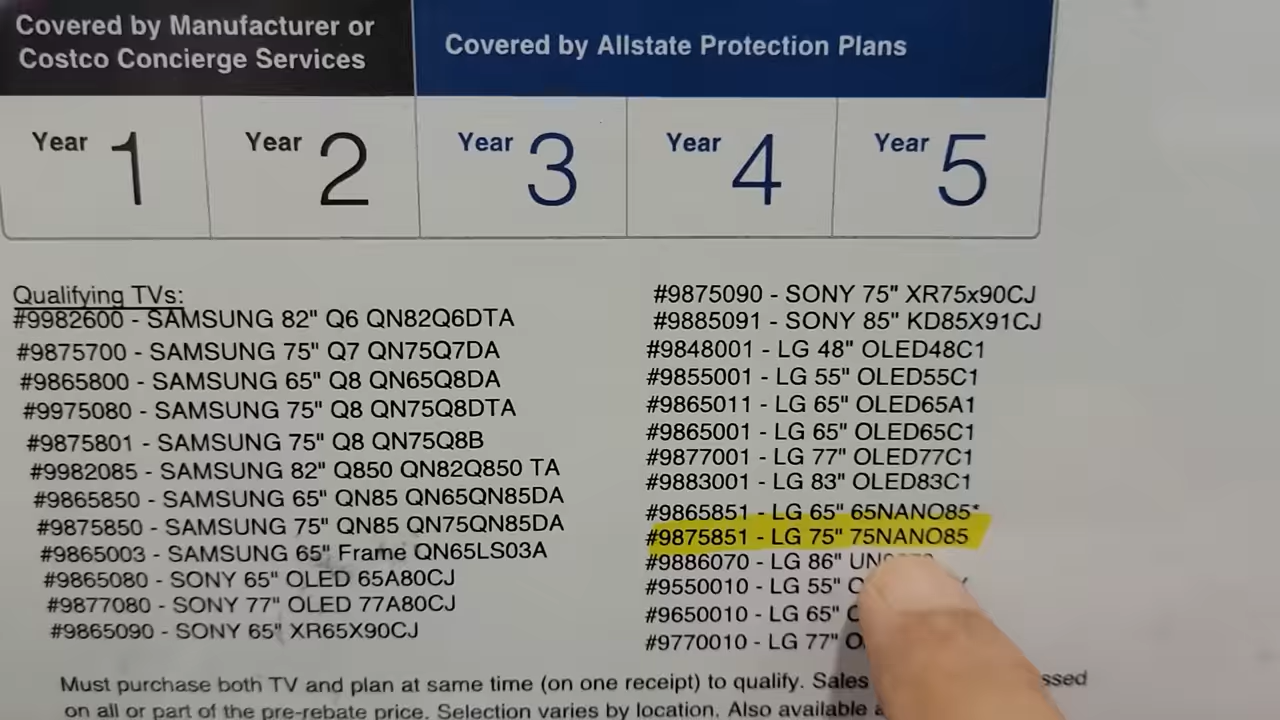 Covered by Manufacturer or
Costco Concierge Services
Covered by Allstate Protection Plans
Year 1
Year 2
Year 3
Year 4
Year 5
Qualifying TVs:
#9982600 - SAMSUNG 82" Q6 QN82Q6DTA
#9875700 - SAMSUNG 75" Q7 QN75Q7DA
#9865800 - SAMSUNG 65" Q8 QN65Q8DA
#9975080 - SAMSUNG 75" Q8 QN75Q8DTA
#9875801 - SAMSUNG 75" Q8 QN75Q8B
#9982085 - SAMSUNG 82" Q850 QN82Q850 TA
#9865850 - SAMSUNG 65" QN85 QN65QN85DA
#9875850 - SAMSUNG 75" QN85 QN75QN85DA
#9865003 - SAMSUNG 65" Frame QN65LS03A
#9865080 - SONY 65" OLED 65A80CJ
#9877080 - SONY 77" OLED 77A80CJ
#9865090 - SONY 65" XR65X90CJ
#9875090 - SONY 75" XR75x90CJ
#9885091 - SONY 85" KD85X91CJ
#9848001 - LG 48" OLED48C1
#9855001 - LG 55" OLED55C1
#9865011 - LG 65" OLED65A1
#9865001 - LG 65" OLED65C1
#9877001 - LG 77" OLED77C1
#9883001 - LG 83" OLED83C1
#9865851 - LG 65" 65NANO85*
#9875851 - LG 75" 75NANO85
#9886070 - LG 86"
#9550010 - LG 55"
#9650010 - LG 65"
#9770010 - LG 77"
Must purchase both TV and plan at same time (on one receipt) to qualify. Sales
on all or part of the pre-rebate price. Selection varies by location. Also available